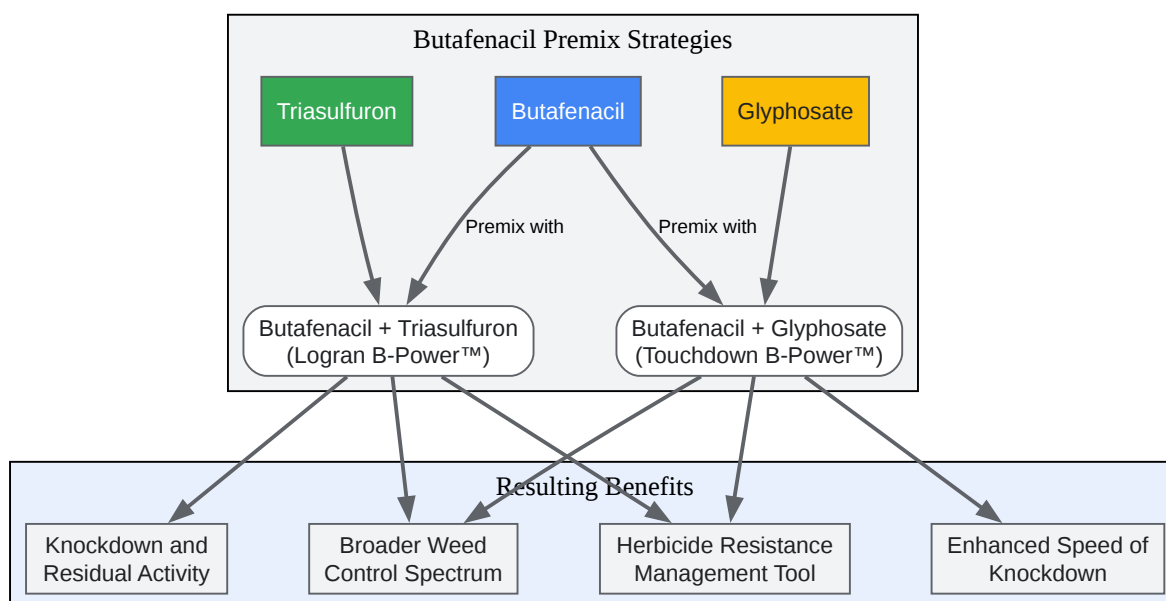 Butafenacil Premix Strategies
Triasulfuron
Butafenacil
Glyphosate
Premix with
Premix with
Butafenacil + Triasulfuron
(Logran B-Power™)
Butafenacil + Glyphosate
(Touchdown B-Power™)
Resulting Benefits
Knockdown and
Residual Activity
Broader Weed
Control Spectrum
Herbicide Resistance
Management Tool
Enhanced Speed of
Knockdown